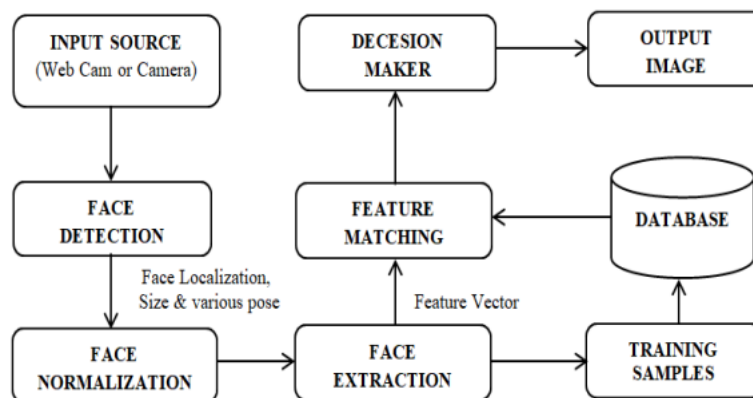 INPUT SOURCE
(Web Cam or Camera)
DECESION
MAKER
OUTPUT
IMAGE
FACE
DETECTION
FEATURE
MATCHING
DATABASE
Face Localization,
Size & various pose
Feature Vector
FACE
NORMALIZATION
FACE
EXTRACTION
TRAINING
SAMPLES